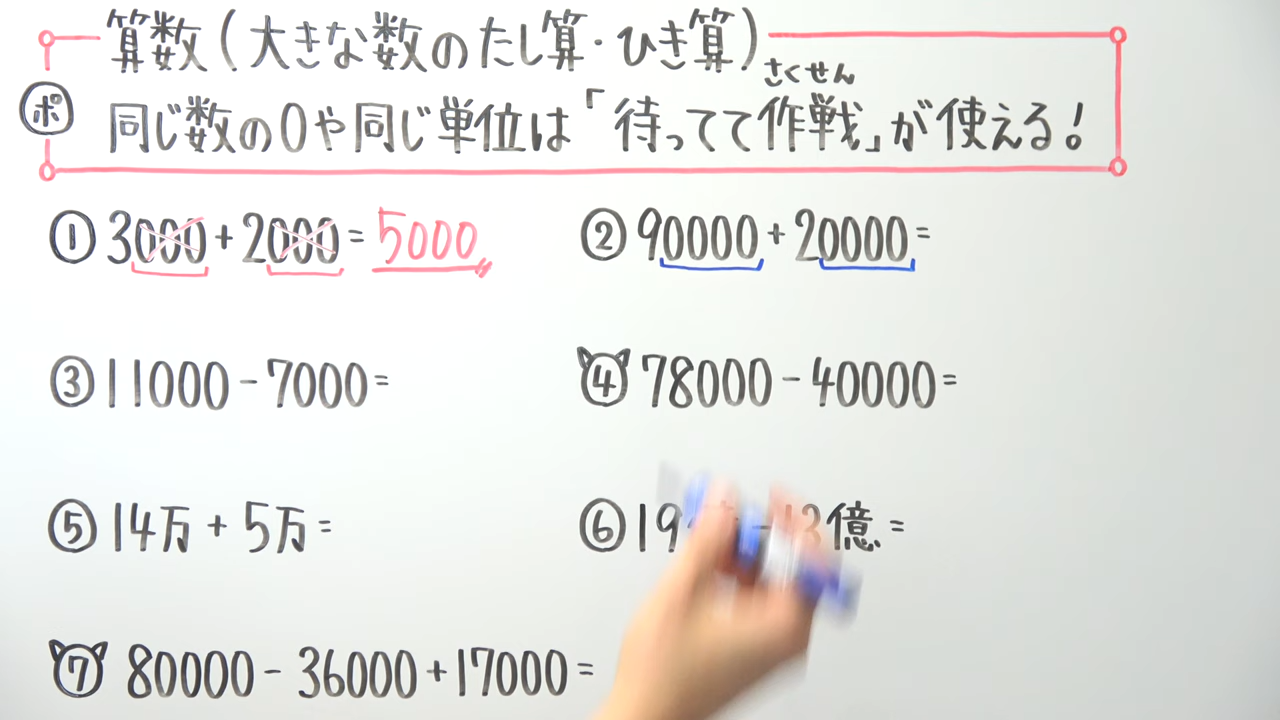 算数(大きな数のたし算・ひき算)
さくせん
ポ 同じ数の0や同じ単位は「待ってて作戦」が使える!
① 3000+2000=5000
② 90000+20000=
③ 11000-7000=
④ 78000-40000=
⑤ 14万+5万=
⑥ 19 13億=
⑦ 80000-36000+17000=